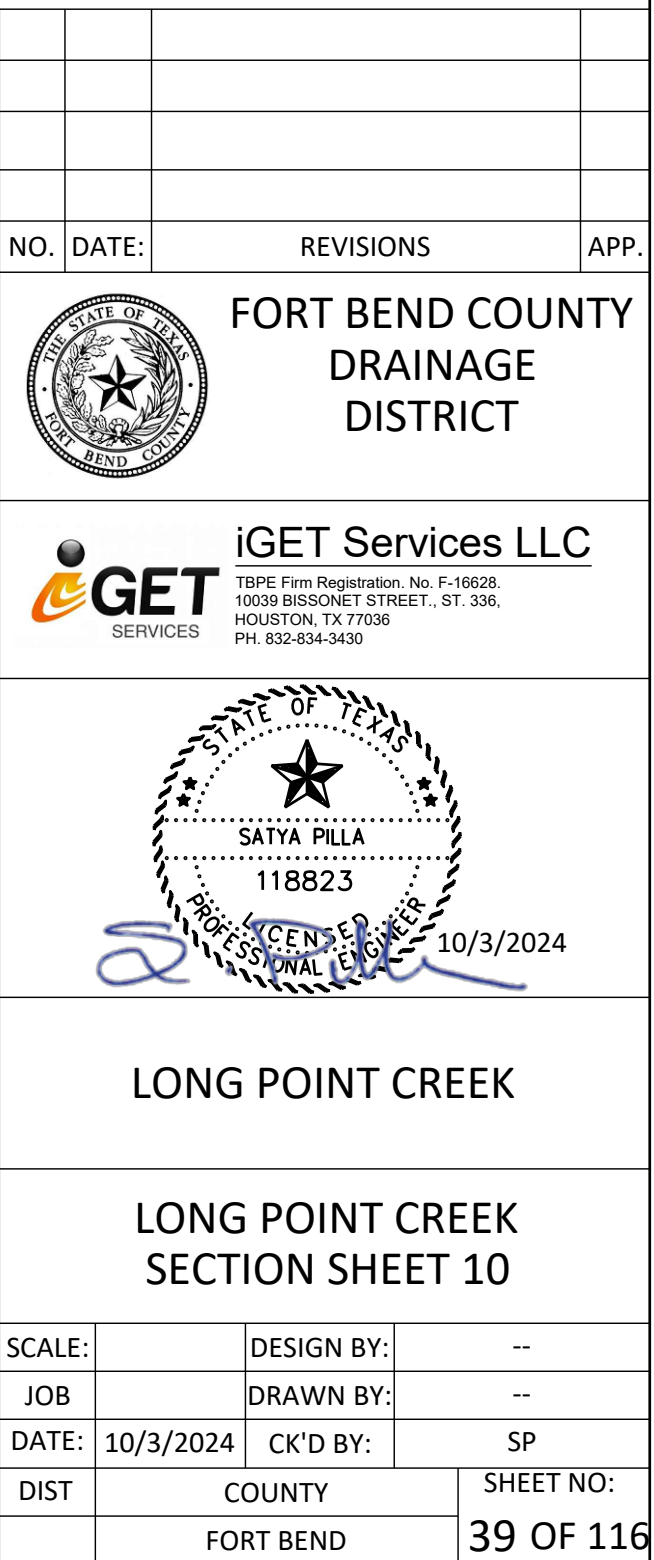 NO. DATE: REVISIONS APP.
THE STATE OF TEXAS
FORT BEND COUNTY
FORT BEND COUNTY
DRAINAGE
DISTRICT
iGET
SERVICES
iGET Services LLC
TBPE Firm Registration. No. F-16628.
10039 BISSONET STREET., ST. 336,
HOUSTON, TX 77036
PH. 832-834-3430
STATE OF TEXAS
SATYA PILLA
118823
LICENSED
PROFESSIONAL ENGINEER
S. Pilla
10/3/2024
LONG POINT CREEK
LONG POINT CREEK
SECTION SHEET 10
SCALE: DESIGN BY: --
JOB DRAWN BY: --
DATE: 10/3/2024 CK'D BY: SP
DIST COUNTY SHEET NO:
FORT BEND 39 OF 116